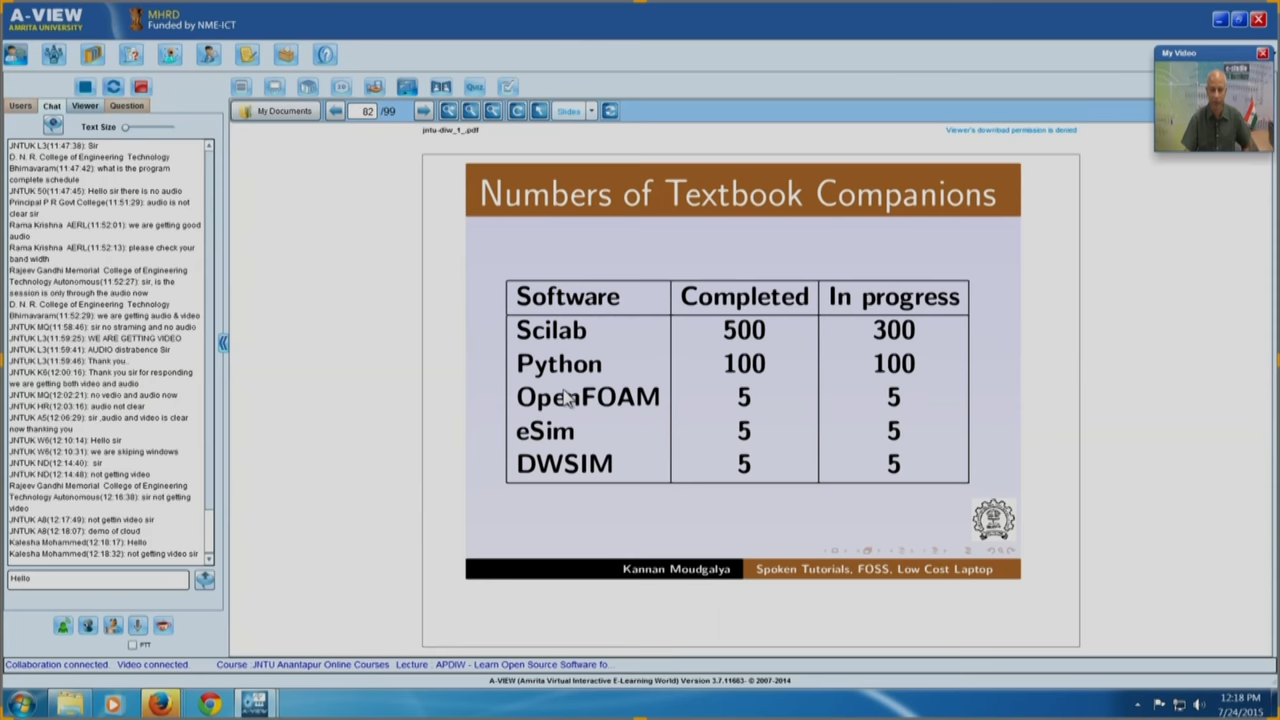 A-VIEW
AMRITA UNIVERSITY
MHRD
Funded by NME-ICT
My Video
Quiz
Users Chat Viewer Question
Text Size
My Documents
82 /99
Slides
jntu-diw_1_.pdf
Viewer's download permission is denied
JNTUK L3(11:47:38): Sir
D. N. R. College of Engineering Technology
Bhimavaram(11:47:42): what is the program
complete schedule
JNTUK 50(11:47:45): Hello sir there is no audio
Principal P R Govt College(11:51:29): audio is not
clear sir
Rama Krishna AERL(11:52:01): we are getting good
audio
Rama Krishna AERL(11:52:13): please check your
band width
Rajeev Gandhi Memorial College of Engineering
Technology Autonomous(11:52:27): sir, is the
session is only through the audio now
D. N. R. College of Engineering Technology
Bhimavaram(11:52:29): we are getting audio & video
JNTUK MQ(11:58:46): sir no straming and no audio
JNTUK L3(11:59:25): WE ARE GETTING VIDEO
JNTUK L3(11:59:41): AUDIO distrabence Sir
JNTUK L3(11:59:46): Thank you..
JNTUK K6(12:00:16): Thank you sir for responding
we are getting both video and audio
JNTUK MQ(12:02:21): no vedio and audio now
JNTUK HR(12:03:16): audio not clear
JNTUK A5(12:06:29): sir ,audio and video is clear
now thanking you
JNTUK W6(12:10:14): Hello sir
JNTUK W6(12:10:31): we are skiping windows
JNTUK ND(12:14:40): sir
JNTUK ND(12:14:48): not getting video
Rajeev Gandhi Memorial College of Engineering
Technology Autonomous(12:16:38): sir not getting
video
JNTUK A8(12:17:49): not gettin video sir
JNTUK A8(12:18:07): demo of cloud
Kalesha Mohammed(12:18:17): Hello
Kalesha Mohammed(12:18:32): not getting video sir
Hello
PTT
Numbers of Textbook Companions
Software Completed In progress
Scilab 500 300
Python 100 100
OpenFOAM 5 5
eSim 5 5
DWSIM 5 5
Kannan Moudgalya Spoken Tutorials, FOSS, Low Cost Laptop
Collaboration connected. Video connected. Course : JNTU Anantapur Online Courses Lecture : APDIW - Learn Open Source Software fo...
A-VIEW (Amrita Virtual Interactive E-Learning World) Version 3.7.11663- © 2007-2014
12:18 PM
7/24/2015